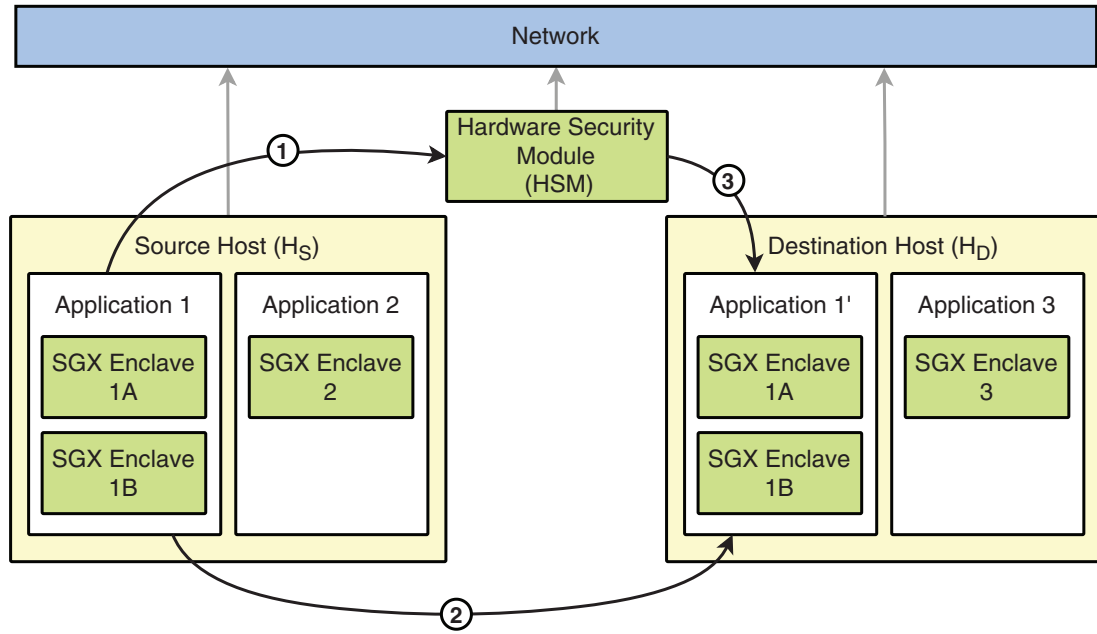 Network
Hardware Security
Module
(HSM)
1
3
Source Host (H_S)
Destination Host (H_D)
Application 1
Application 2
Application 1'
Application 3
SGX Enclave
1A
SGX Enclave
2
SGX Enclave
1A
SGX Enclave
3
SGX Enclave
1B
SGX Enclave
1B
2